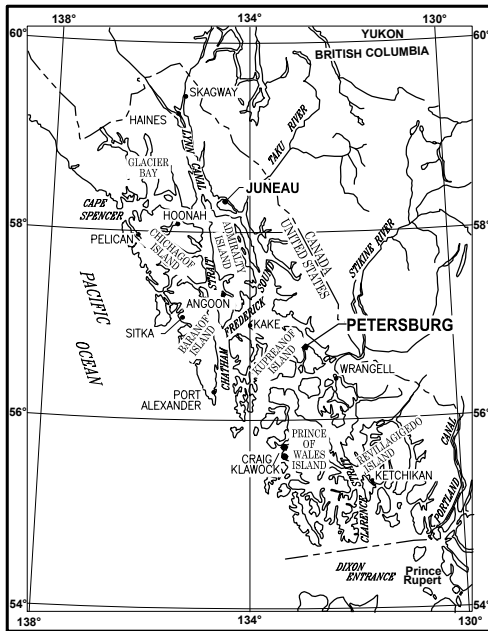 138°
134°
130°
60°
60°
YUKON
BRITISH COLUMBIA
SKAGWAY
HAINES
LYNN
CANAL
TAKU RIVER
GLACIER
BAY
JUNEAU
CAPE
SPENCER
HOONAH
58°
58°
PELICAN
CHICHAGOF
ISLAND
ADMIRALTY
ISLAND
CANADA
UNITED STATES
STIKINE RIVER
STRAIT
SOUND
PACIFIC
OCEAN
ANGOON
FREDERICK
KAKE
SITKA
BARANOF
ISLAND
CHATHAM
KUPREANOF
ISLAND
PETERSBURG
WRANGELL
PORT
ALEXANDER
56°
56°
PRINCE
OF
WALES
ISLAND
REVILLAGIGEDO
ISLAND
CANAL
CRAIG
KLAWOCK
STRAIT
KETCHIKAN
CLARENCE
PORTLAND
DIXON
ENTRANCE
Prince
Rupert
54°
54°
138°
134°
130°